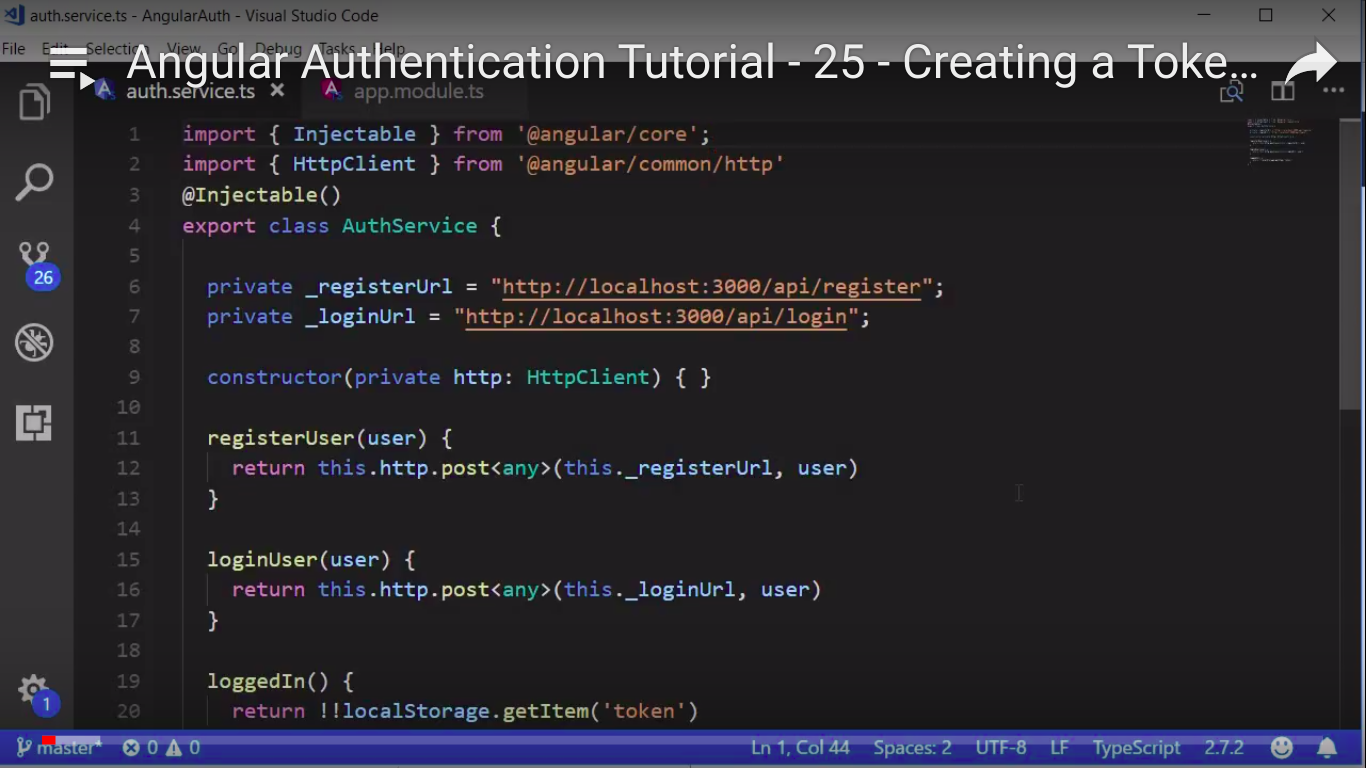 auth.service.ts - AngularAuth - Visual Studio Code
File Edit Selection View Go Debug Tasks Help
Angular Authentication Tutorial - 25 - Creating a Toke...
auth.service.ts app.module.ts
1 import { Injectable } from '@angular/core';
2 import { HttpClient } from '@angular/common/http'
3 @Injectable()
4 export class AuthService {
5
6 private _registerUrl = "http://localhost:3000/api/register";
7 private _loginUrl = "http://localhost:3000/api/login";
8
9 constructor(private http: HttpClient) { }
10
11 registerUser(user) {
12 return this.http.post<any>(this._registerUrl, user)
13 }
14
15 loginUser(user) {
16 return this.http.post<any>(this._loginUrl, user)
17 }
18
19 loggedIn() {
20 return !!localStorage.getItem('token')
26
1
master* 0 0 Ln 1, Col 44 Spaces: 2 UTF-8 LF TypeScript 2.7.2